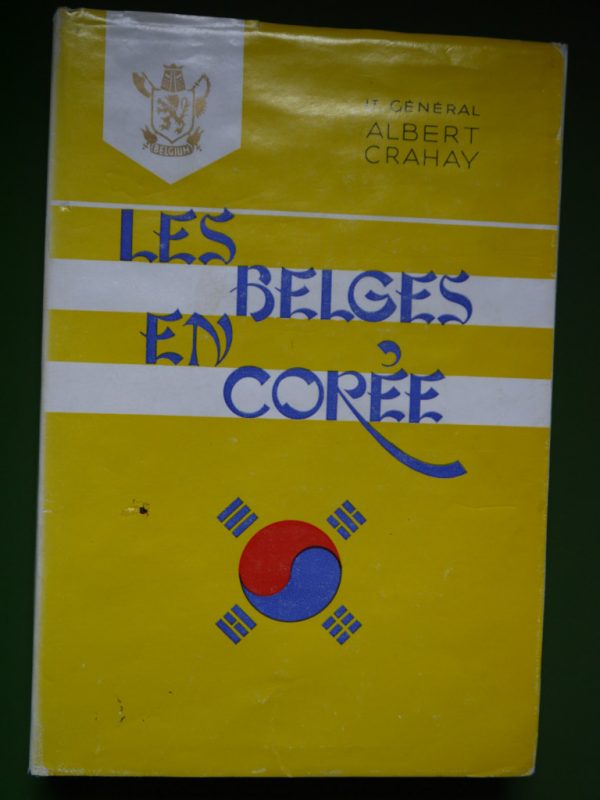 BELGIUM
LT GÉNÉRAL
ALBERT
CRAHAY
LES
BELGES
EN
CORÉE